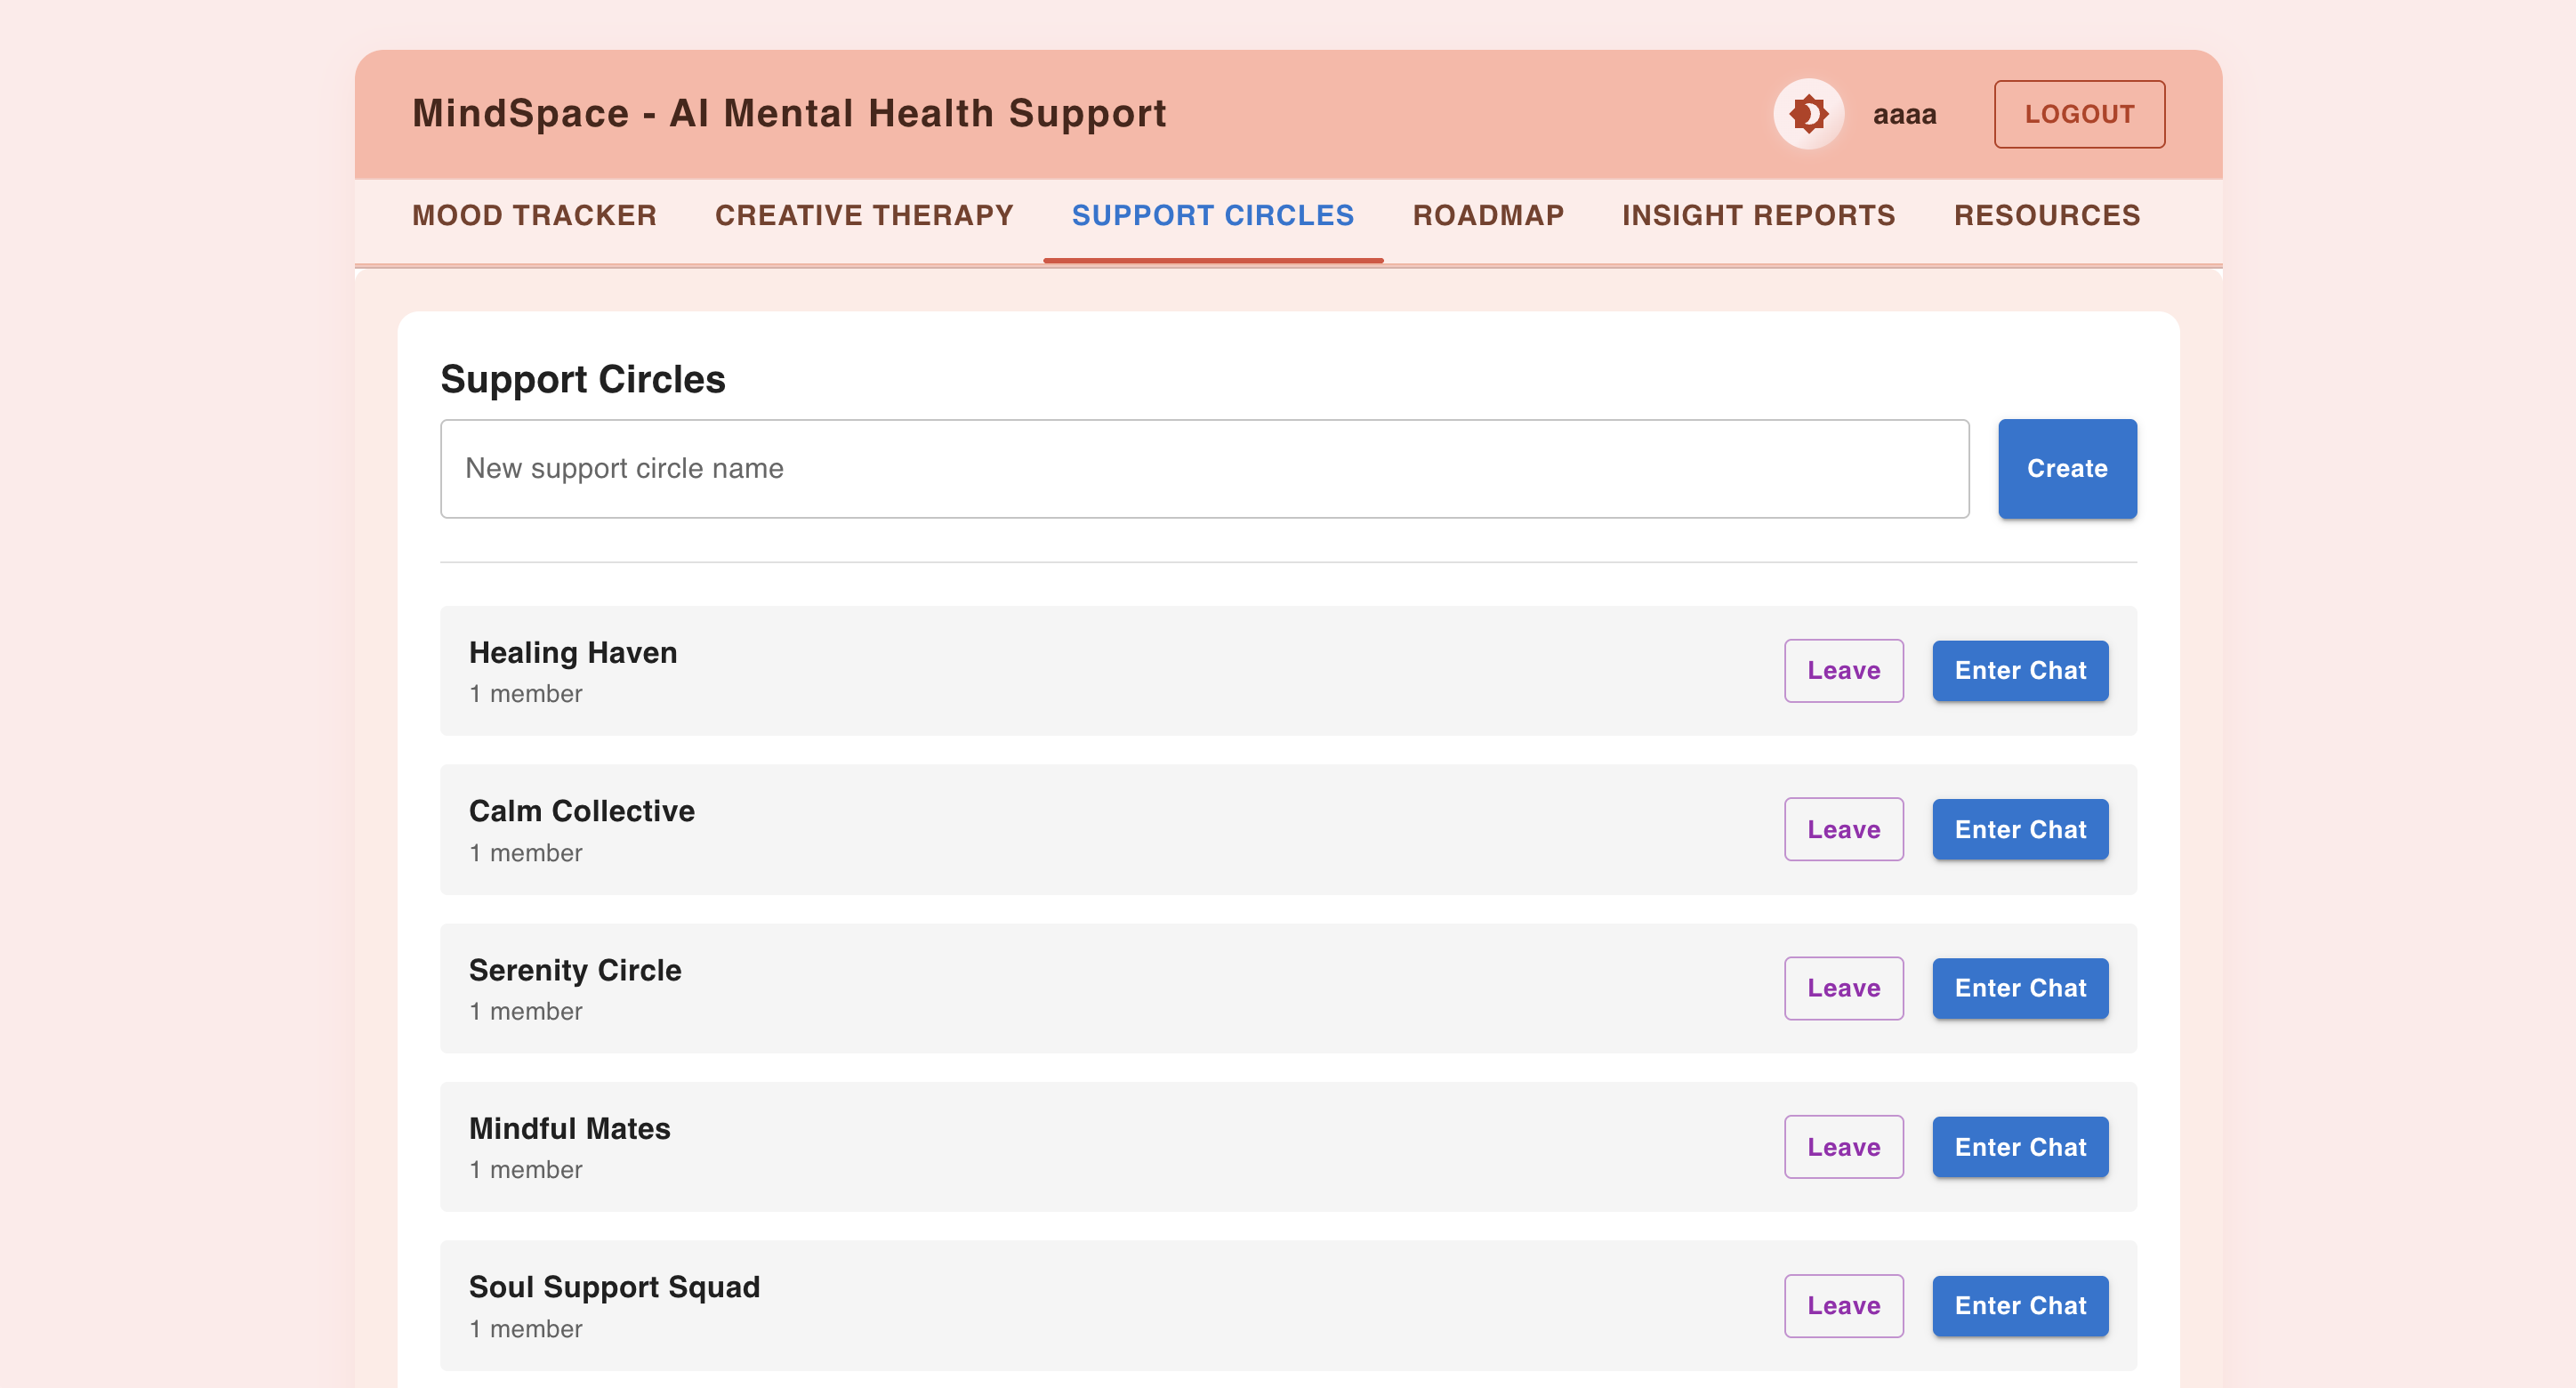 MindSpace - AI Mental Health Support
aaaa
LOGOUT
MOOD TRACKER
CREATIVE THERAPY
SUPPORT CIRCLES
ROADMAP
INSIGHT REPORTS
RESOURCES
Support Circles
New support circle name
Create
Healing Haven
1 member
Leave
Enter Chat
Calm Collective
1 member
Leave
Enter Chat
Serenity Circle
1 member
Leave
Enter Chat
Mindful Mates
1 member
Leave
Enter Chat
Soul Support Squad
1 member
Leave
Enter Chat